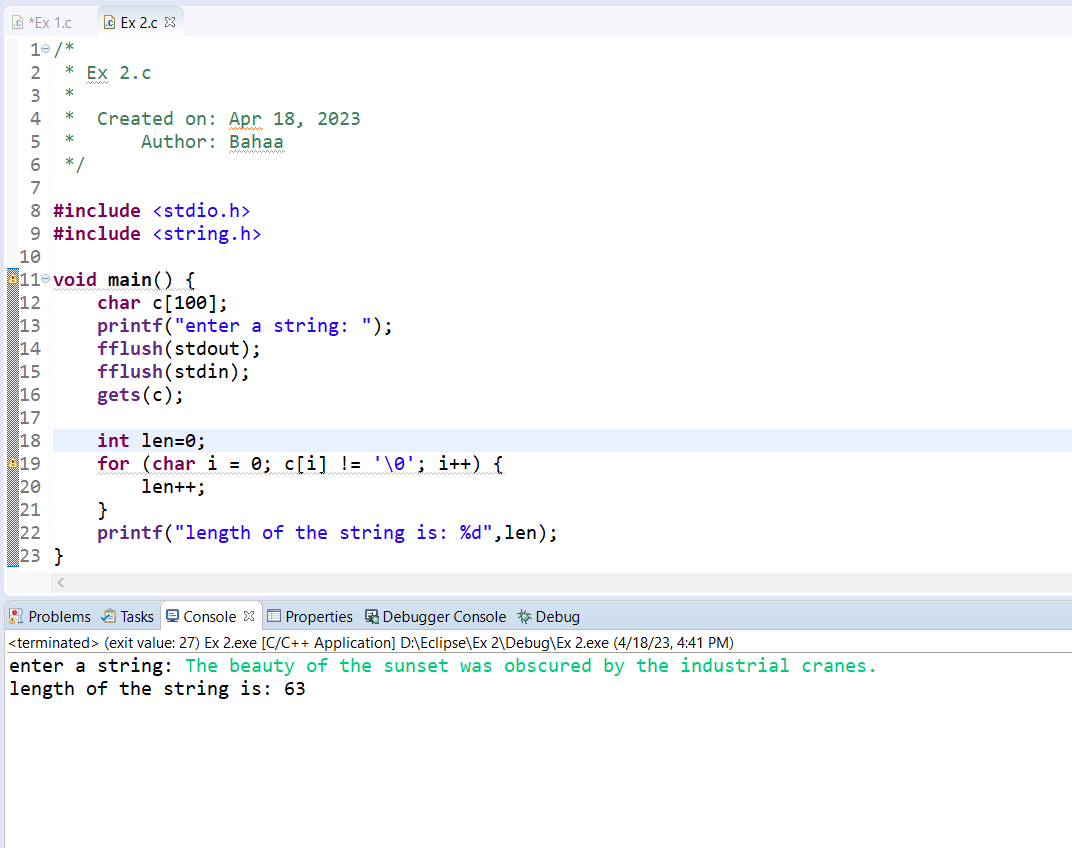 *Ex 1.c
Ex 2.c
1 /*
2  * Ex 2.c
3  *
4  *  Created on: Apr 18, 2023
5  *      Author: Bahaa
6  */
7
8 #include <stdio.h>
9 #include <string.h>
10
11 void main() {
12     char c[100];
13     printf("enter a string: ");
14     fflush(stdout);
15     fflush(stdin);
16     gets(c);
17
18     int len=0;
19     for (char i = 0; c[i] != '\0'; i++) {
20         len++;
21     }
22     printf("length of the string is: %d",len);
23 }
Problems Tasks Console Properties Debugger Console Debug
<terminated> (exit value: 27) Ex 2.exe [C/C++ Application] D:\Eclipse\Ex 2\Debug\Ex 2.exe (4/18/23, 4:41 PM)
enter a string: The beauty of the sunset was obscured by the industrial cranes.
length of the string is: 63